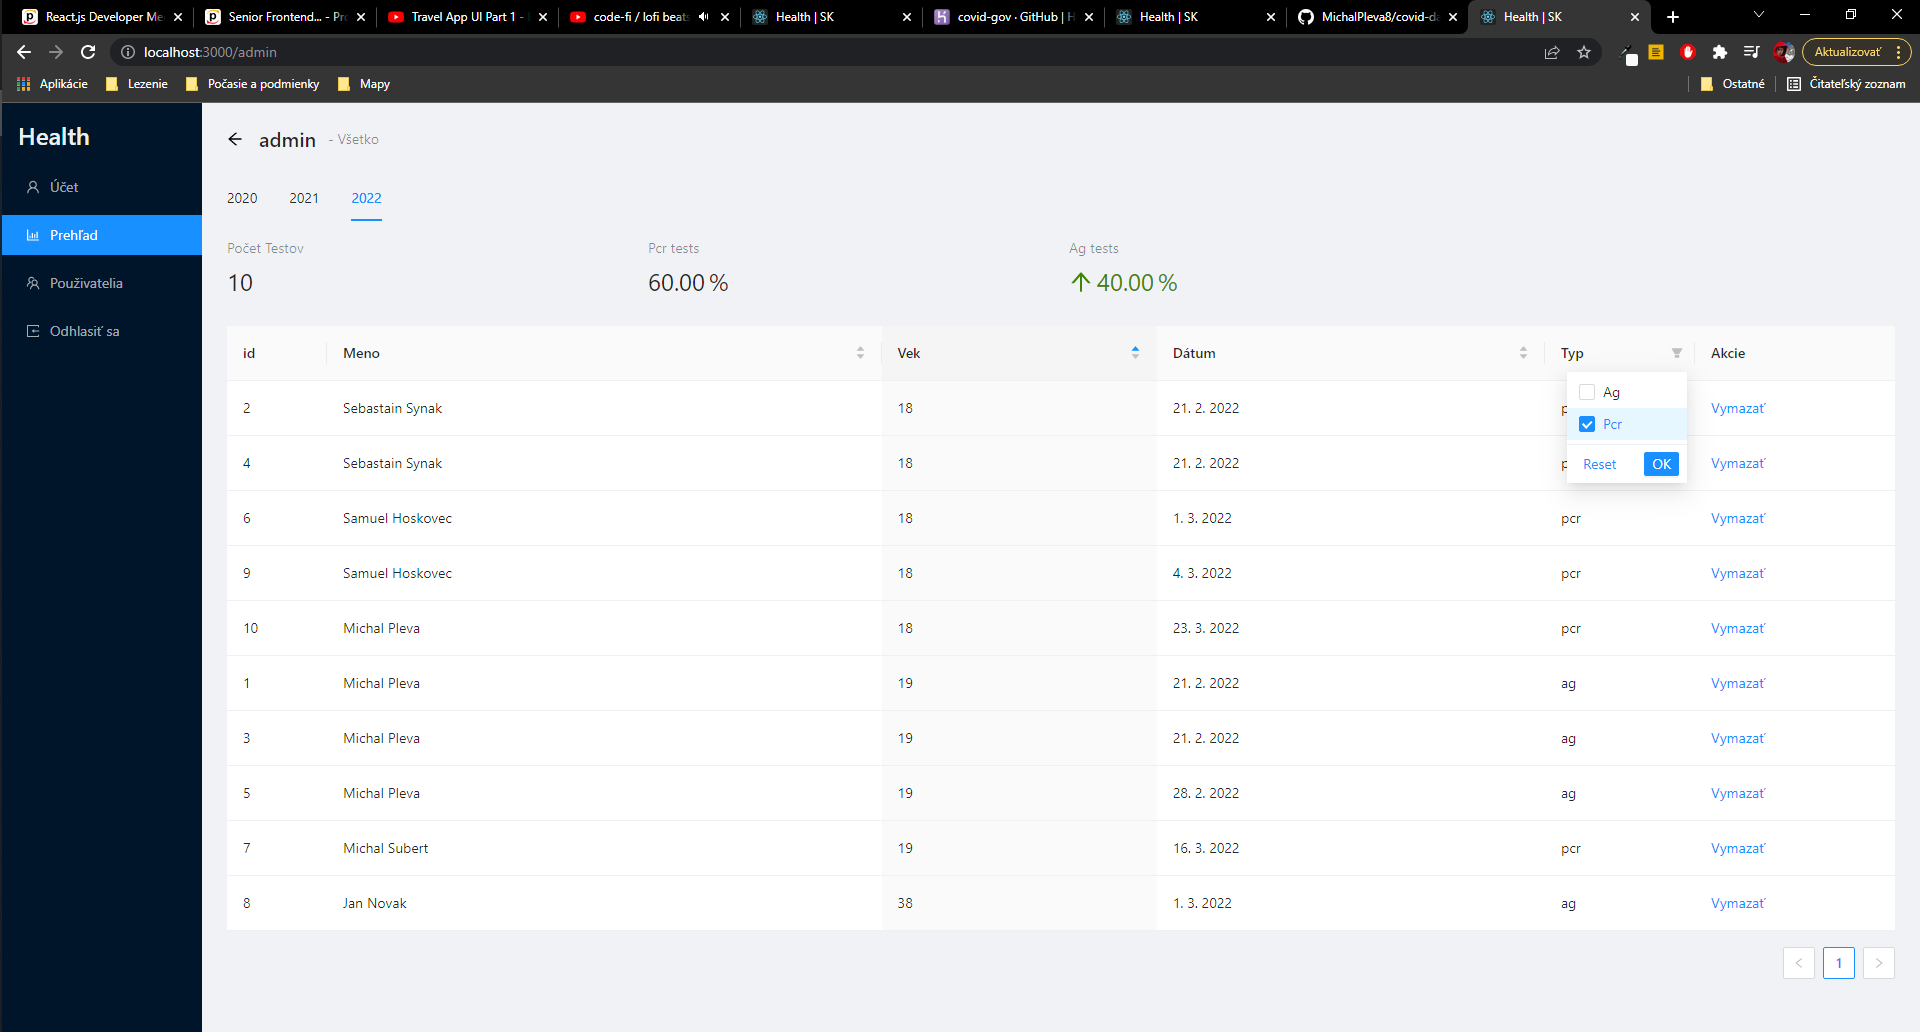 React.js Developer Me
Senior Frontend... - Pro
Travel App UI Part 1 -
code-fi / lofi beats
Health | SK
covid-gov · GitHub | H
Health | SK
MichalPleva8/covid-da
Health | SK
localhost:3000/admin
Aktualizovať
Aplikácie
Lezenie
Počasie a podmienky
Mapy
Ostatné
Čitateľský zoznam
Health
Účet
Prehľad
Použivatelia
Odhlasiť sa
admin - Všetko
2020 2021 2022
Počet Testov Pcr tests Ag tests
10 60.00 % 40.00 %
id Meno Vek Dátum Typ Akcie
Ag
2 Sebastain Synak 18 21. 2. 2022 p Vymazať
Pcr
4 Sebastain Synak 18 21. 2. 2022 p Reset OK Vymazať
6 Samuel Hoskovec 18 1. 3. 2022 pcr Vymazať
9 Samuel Hoskovec 18 4. 3. 2022 pcr Vymazať
10 Michal Pleva 18 23. 3. 2022 pcr Vymazať
1 Michal Pleva 19 21. 2. 2022 ag Vymazať
3 Michal Pleva 19 21. 2. 2022 ag Vymazať
5 Michal Pleva 19 28. 2. 2022 ag Vymazať
7 Michal Subert 19 16. 3. 2022 pcr Vymazať
8 Jan Novak 38 1. 3. 2022 ag Vymazať
< 1 >